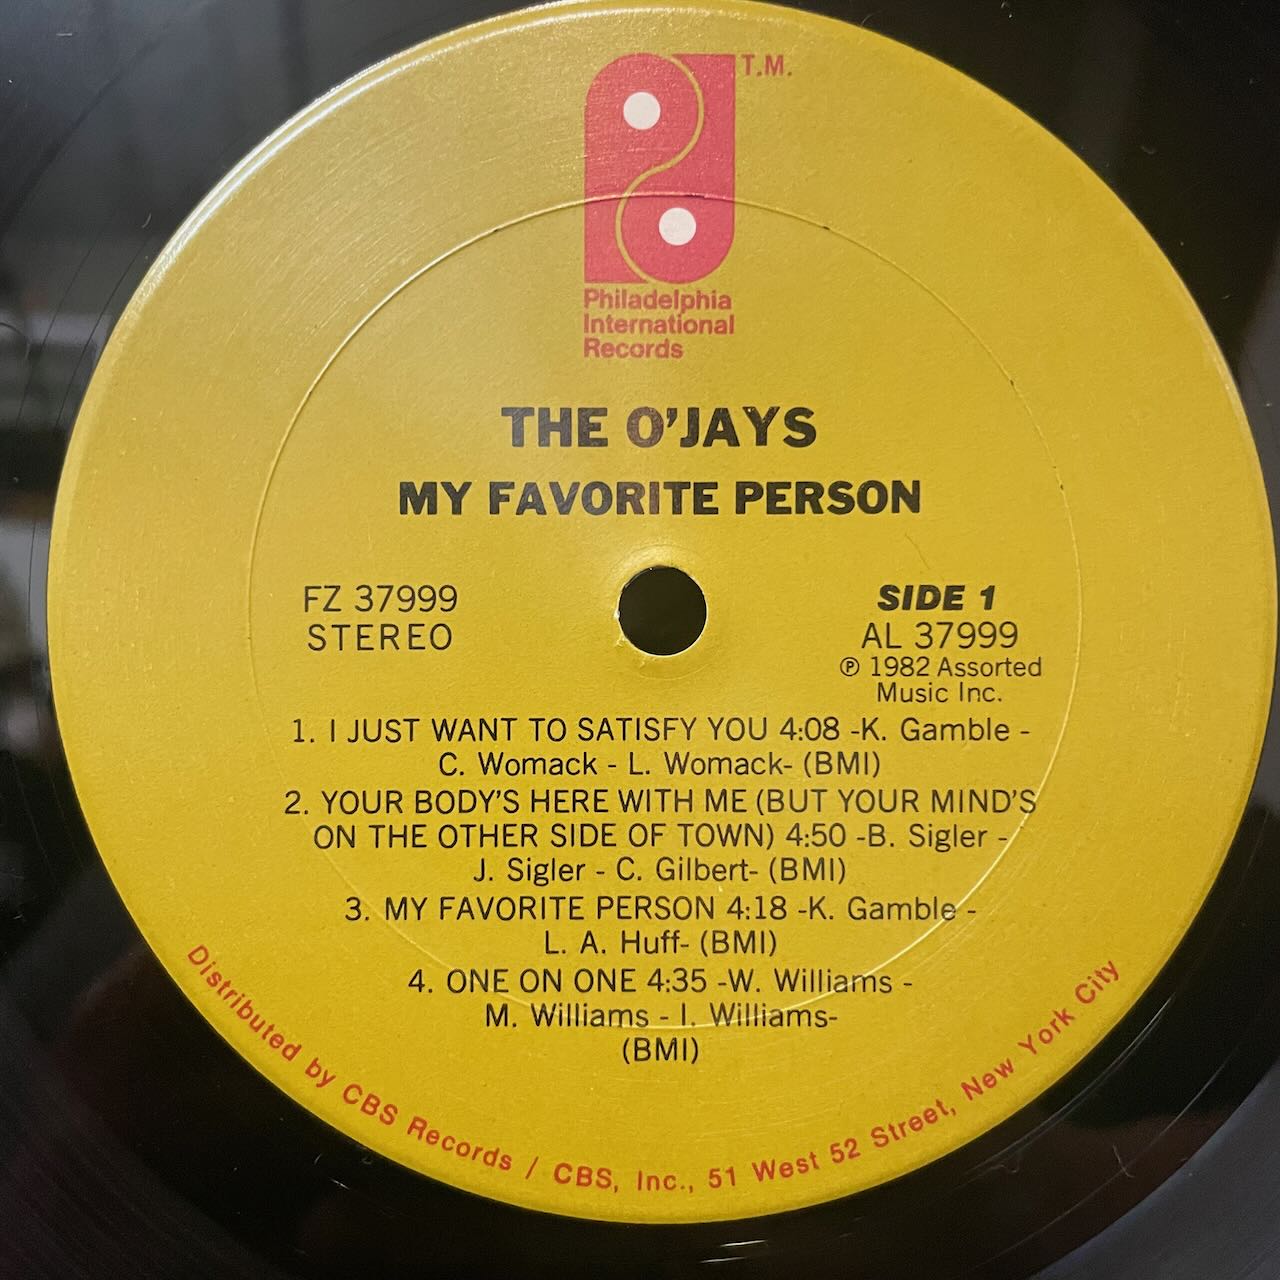 T.M.
Philadelphia
International
Records
THE O'JAYS
MY FAVORITE PERSON
FZ 37999
STEREO
SIDE 1
AL 37999
℗ 1982 Assorted
Music Inc.
1. I JUST WANT TO SATISFY YOU 4:08 -K. Gamble -
C. Womack - L. Womack- (BMI)
2. YOUR BODY'S HERE WITH ME (BUT YOUR MIND'S
ON THE OTHER SIDE OF TOWN) 4:50 -B. Sigler -
J. Sigler - C. Gilbert- (BMI)
3. MY FAVORITE PERSON 4:18 -K. Gamble -
L. A. Huff- (BMI)
4. ONE ON ONE 4:35 -W. Williams -
M. Williams - I. Williams-
(BMI)
Distributed by CBS Records / CBS, Inc., 51 West 52 Street, New York City